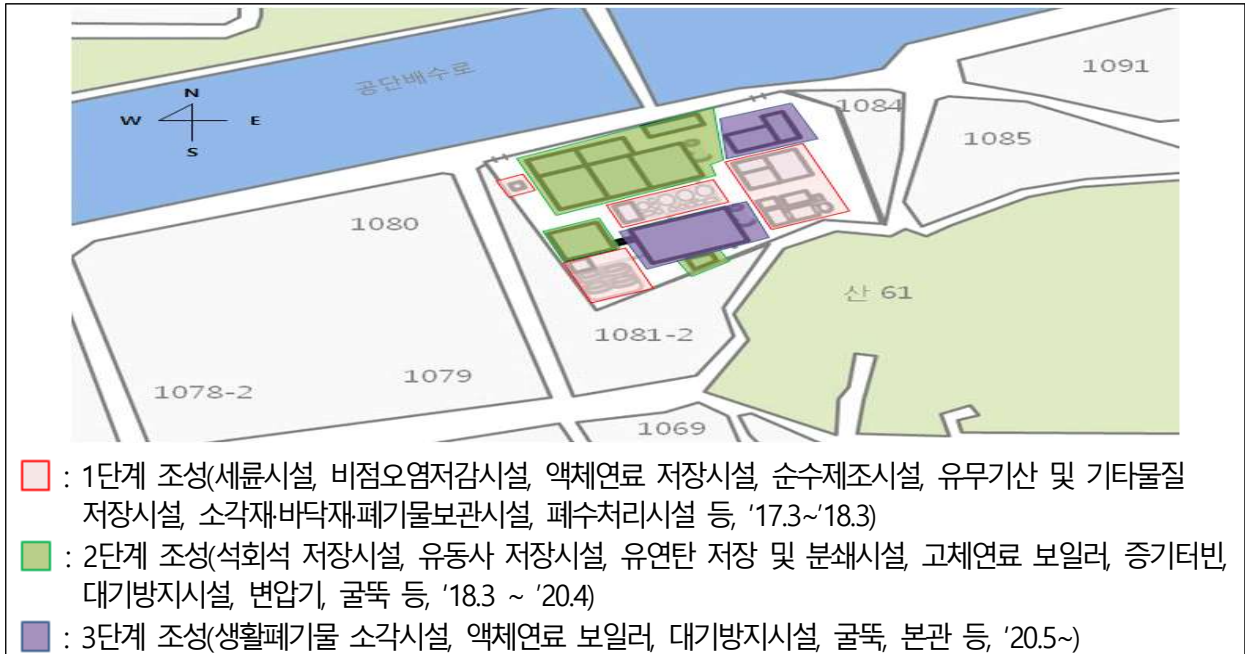 공단배수로
N
W E
S
1091
1084
1085
1080
산 61
1081-2
1079
1078-2
1069
: 1단계 조성(세륜시설, 비점오염저감시설, 액체연료 저장시설, 순수제조시설, 유무기산 및 기타물질
저장시설, 소각재·바닥재·폐기물보관시설, 폐수처리시설 등, '17.3~'18.3)
: 2단계 조성(석회석 저장시설, 유동사 저장시설, 유연탄 저장 및 분쇄시설, 고체연료 보일러, 증기터빈,
대기방지시설, 변압기, 굴뚝 등, '18.3 ~ '20.4)
: 3단계 조성(생활폐기물 소각시설, 액체연료 보일러, 대기방지시설, 굴뚝, 본관 등, '20.5~)